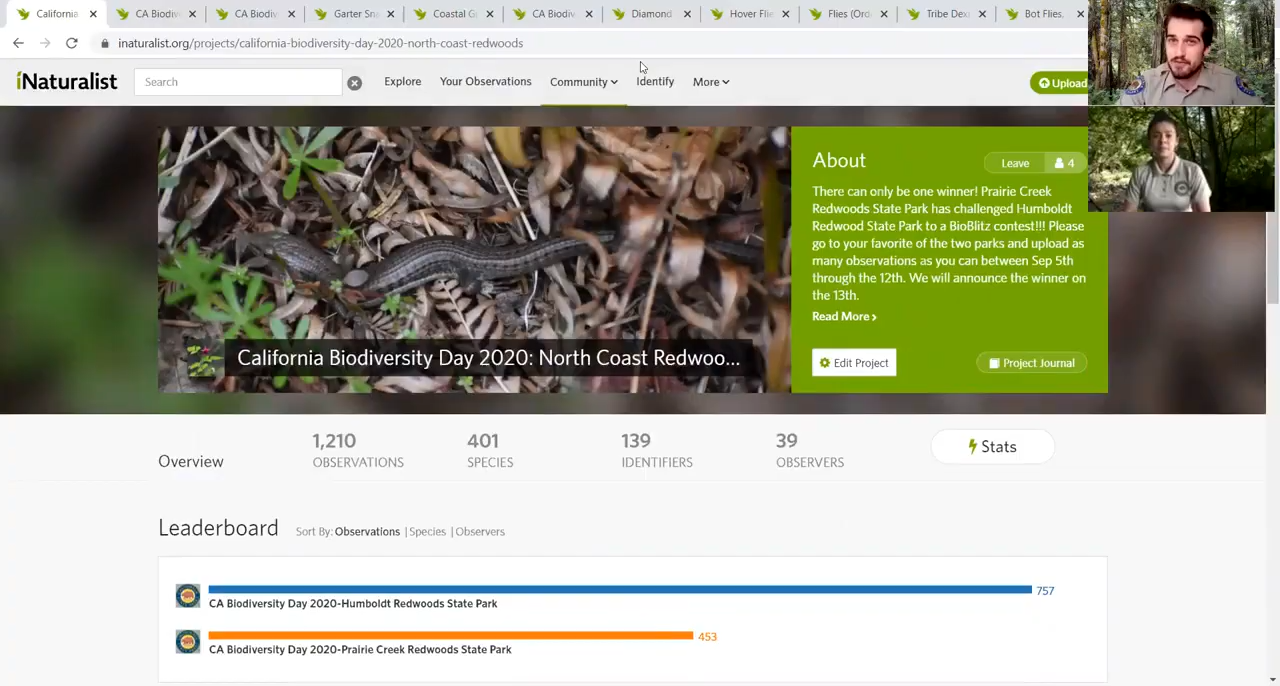 California
CA Biodiv
CA Biodiv
Garter Sna
Coastal G
CA Biodiv
Diamond
Hover Flie
Flies (Ord
Tribe Dexi
Bot Flies,
inaturalist.org/projects/california-biodiversity-day-2020-north-coast-redwoods
iNaturalist
Search
Explore
Your Observations
Community
Identify
More
Upload
About
Leave
4
There can only be one winner! Prairie Creek
Redwoods State Park has challenged Humboldt
Redwood State Park to a BioBlitz contest!!! Please
go to your favorite of the two parks and upload as
many observations as you can between Sep 5th
through the 12th. We will announce the winner on
the 13th.
Read More ›
California Biodiversity Day 2020: North Coast Redwoo...
Edit Project
Project Journal
Overview
1,210
OBSERVATIONS
401
SPECIES
139
IDENTIFIERS
39
OBSERVERS
Stats
Leaderboard
Sort By: Observations | Species | Observers
757
CA Biodiversity Day 2020-Humboldt Redwoods State Park
453
CA Biodiversity Day 2020-Prairie Creek Redwoods State Park